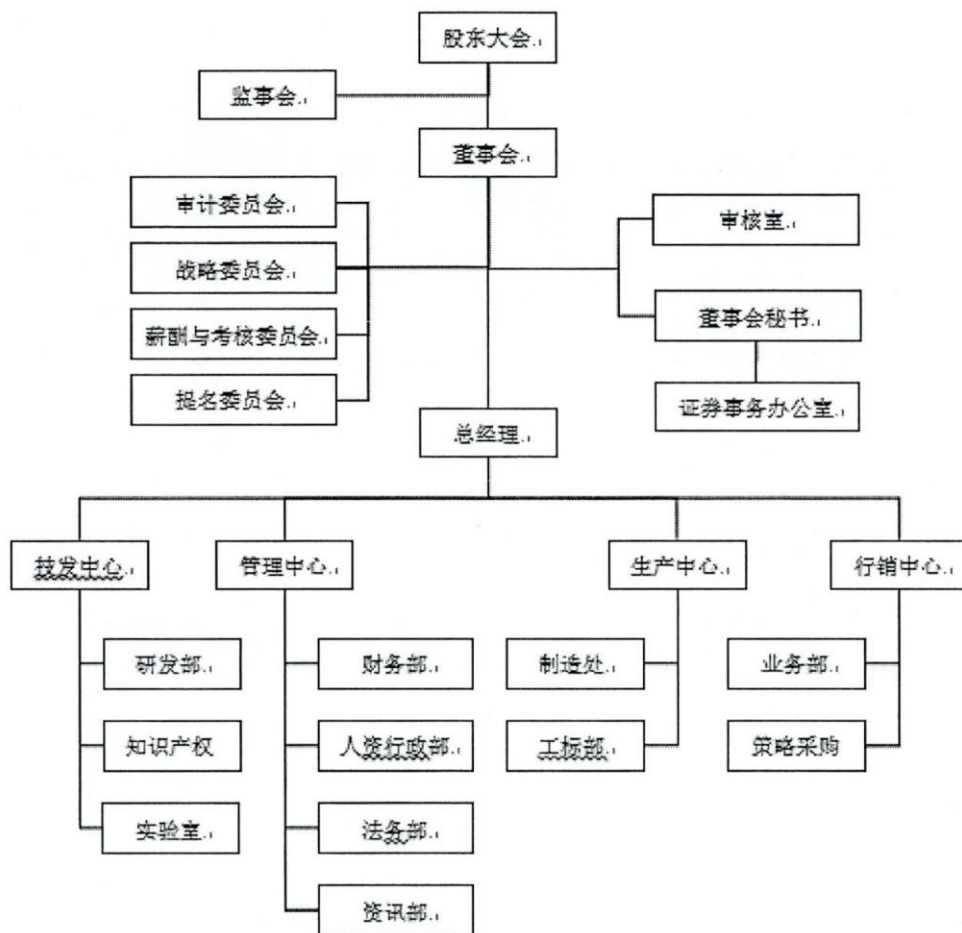 股东大会
监事会
董事会
审计委员会
审核室
战略委员会
董事会秘书
薪酬与考核委员会
提名委员会
证券事务办公室
总经理
技发中心
管理中心
生产中心
行销中心
研发部
财务部
制造处
业务部
知识产权
人资行政部
工标部
策略采购
实验室
法务部
资讯部